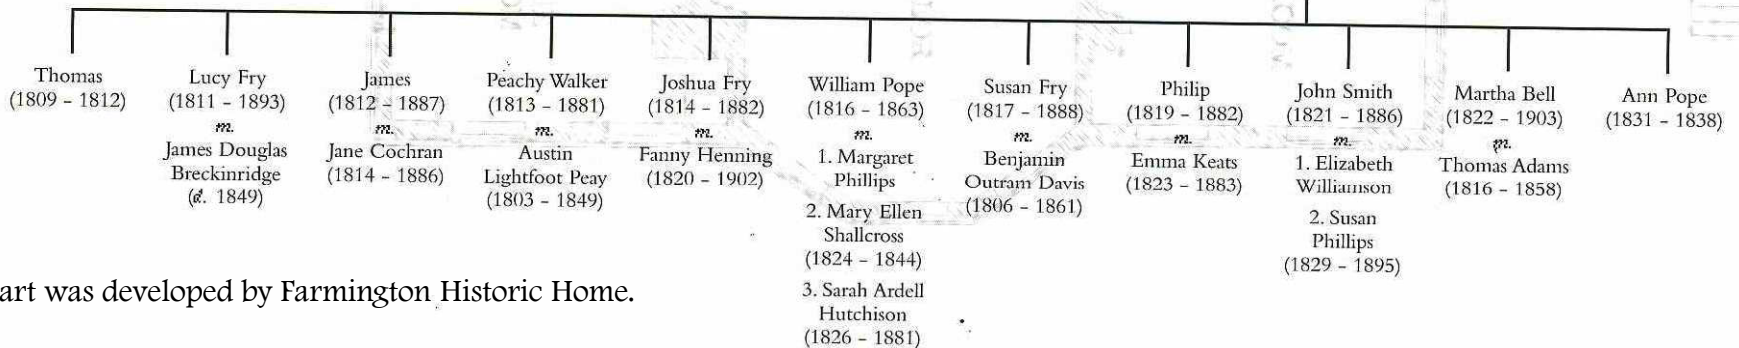 Thomas
(1809 - 1812)
Lucy Fry
(1811 - 1893)
m.
James Douglas
Breckinridge
(d. 1849)
James
(1812 - 1887)
m.
Jane Cochran
(1814 - 1886)
Peachy Walker
(1813 - 1881)
m.
Austin
Lightfoot Peay
(1803 - 1849)
Joshua Fry
(1814 - 1882)
m.
Fanny Henning
(1820 - 1902)
William Pope
(1816 - 1863)
m.
1. Margaret
Phillips
2. Mary Ellen
Shallcross
(1824 - 1844)
3. Sarah Ardell
Hutchison
(1826 - 1881)
Susan Fry
(1817 - 1888)
m.
Benjamin
Outram Davis
(1806 - 1861)
Philip
(1819 - 1882)
m.
Emma Keats
(1823 - 1883)
John Smith
(1821 - 1886)
m.
1. Elizabeth
Williamson
2. Susan
Phillips
(1829 - 1895)
Martha Bell
(1822 - 1903)
m.
Thomas Adams
(1816 - 1858)
Ann Pope
(1831 - 1838)
art was developed by Farmington Historic Home.